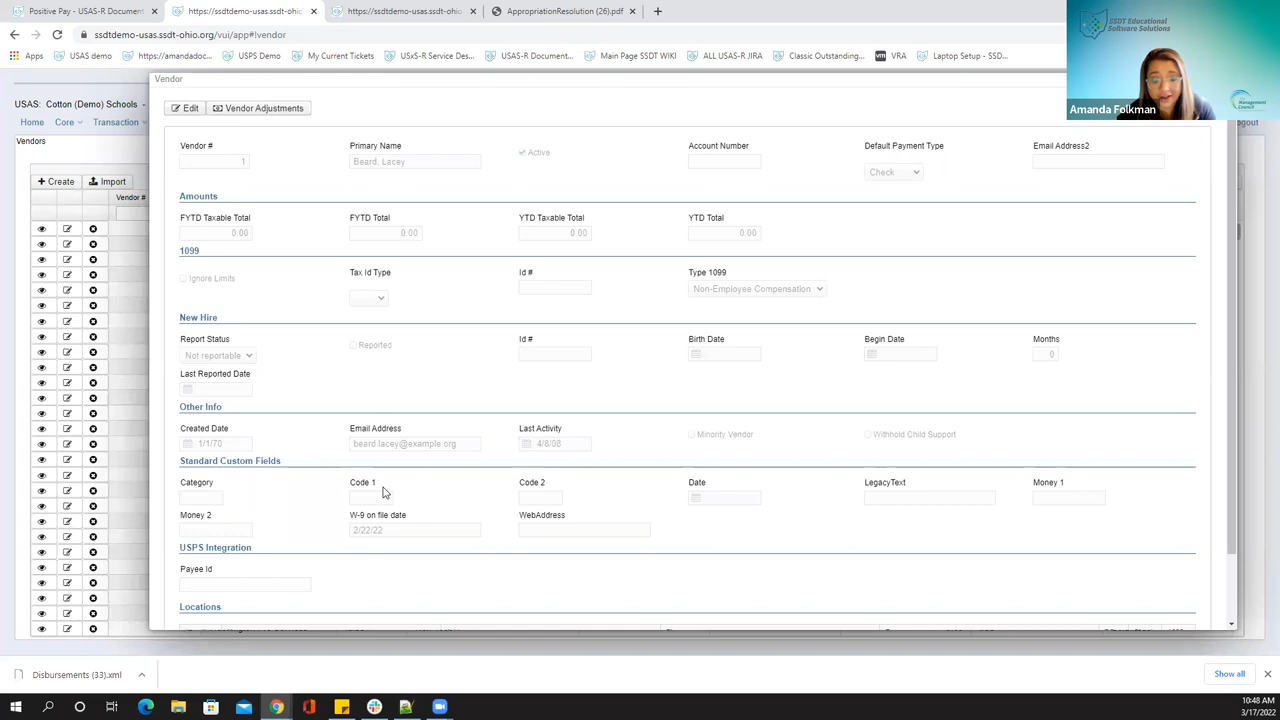 Positive Pay - USAS-R Document
https://ssdtdemo-usas.ssdt-ohio.o
https://ssdtdemo-usas.ssdt-ohio.
AppropriationResolution (26).pdf
ssdtdemo-usas.ssdt-ohio.org/vui/app#!vendor
Apps USAS demo https://amandadoc... USPS Demo My Current Tickets USxS-R Service Des... USAS-R Document... Main Page SSDT MCOECN ALL USAS-R JIRA Classic Outstanding... vm VRA Laptop Setup - SSD...
SSDT Educational
Software Solutions
The
Management
Council
Amanda Folkman
USAS: Cotton (Demo) Schools
Home Core Transaction
Logout
Vendors
Create Import
Vendor #
Vendor
Edit Vendor Adjustments
Vendor # Primary Name Active Account Number Default Payment Type Email Address2
1 Beard, Lacey Check
Amounts
FYTD Taxable Total FYTD Total YTD Taxable Total YTD Total
0.00 0.00 0.00 0.00
1099
Ignore Limits Tax Id Type Id # Type 1099
Non-Employee Compensation
New Hire
Report Status Reported Id # Birth Date Begin Date Months
Not reportable 0
Last Reported Date
Other Info
Created Date Email Address Last Activity Minority Vendor Withhold Child Support
1/1/70 beard.lacey@example.org 4/8/08
Standard Custom Fields
Category Code 1 Code 2 Date LegacyText Money 1
Money 2 W-9 on file date WebAddress
2/22/22
USPS Integration
Payee Id
Locations
Disbursements (33).xml
Show all
10:48 AM
3/17/2022